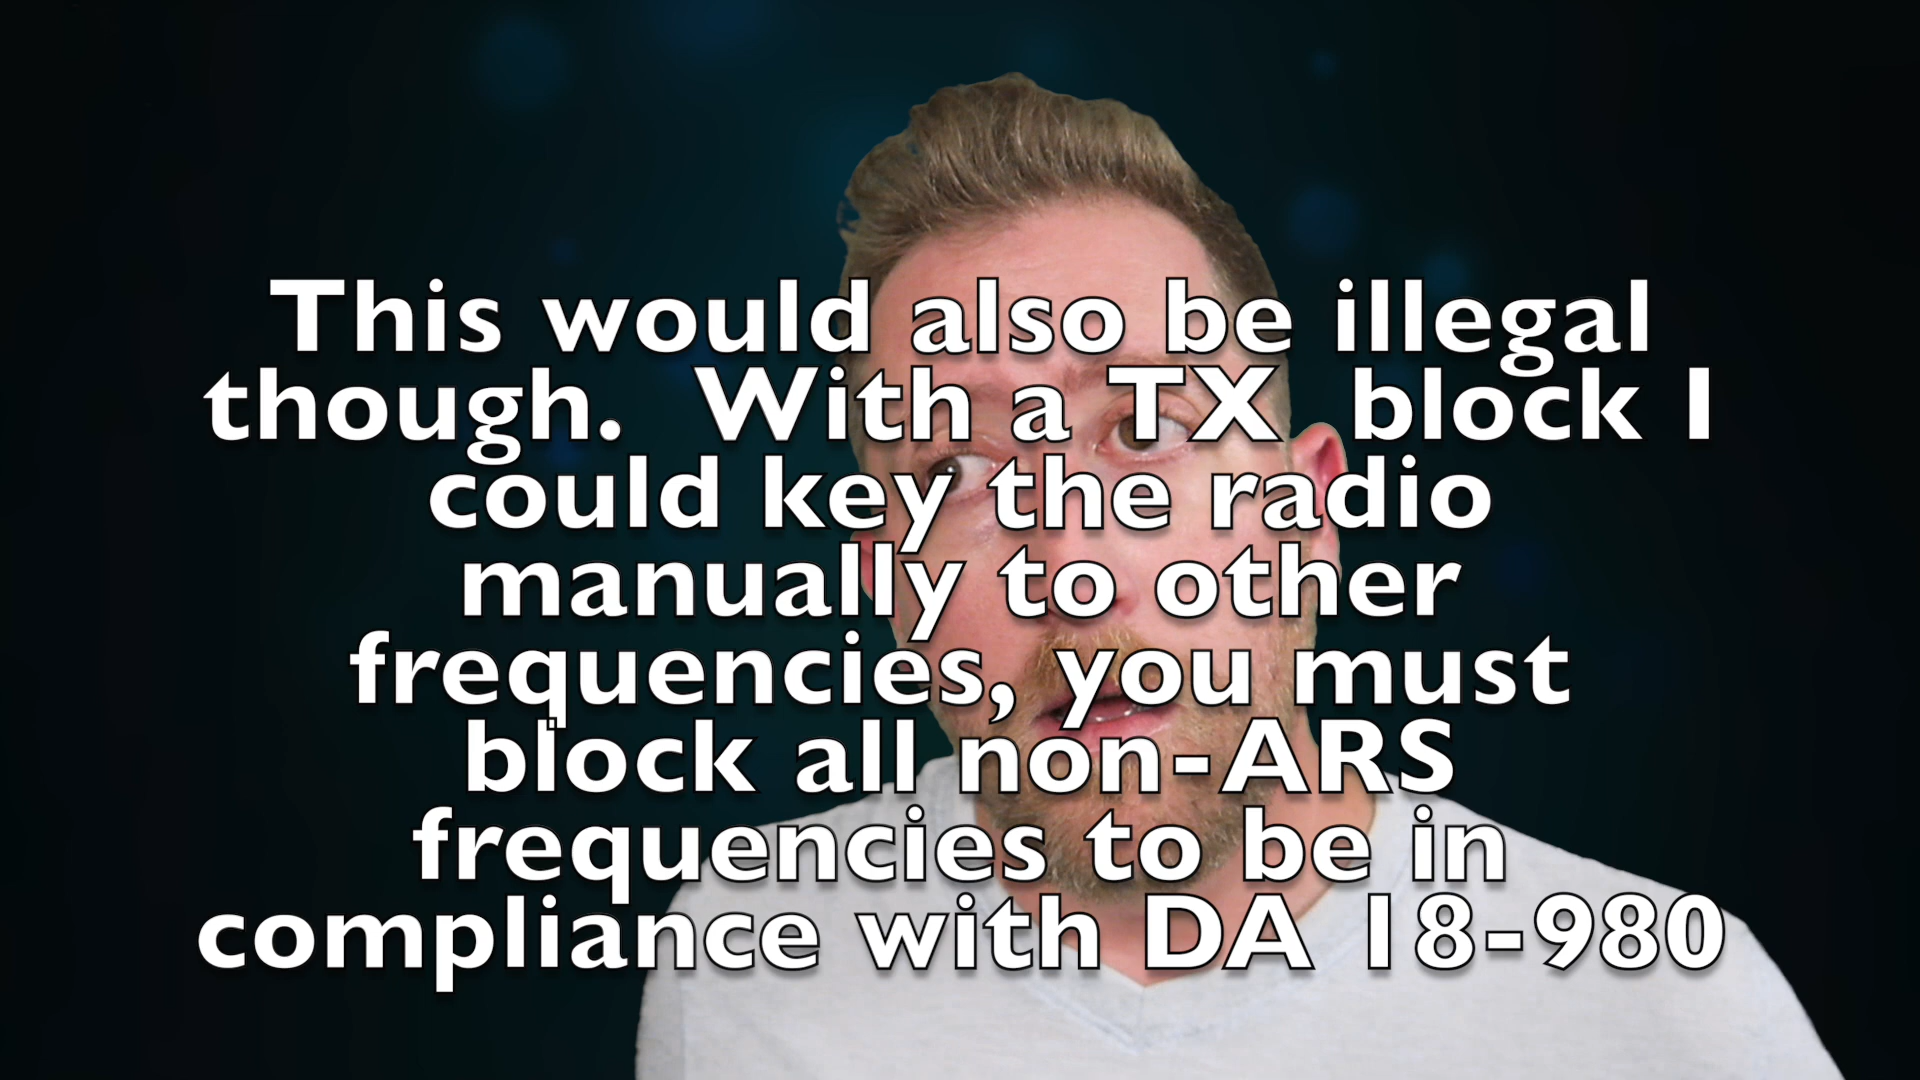 This would also be illegal
though.  With a TX  block I
could key the radio
manually to other
frequencies, you must
block all non-ARS
frequencies to be in
compliance with DA 18-980